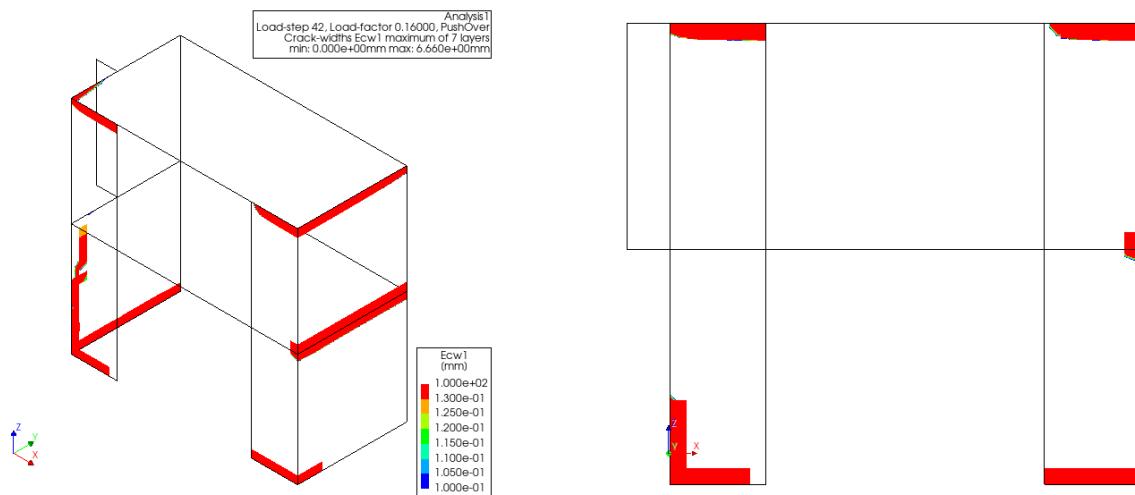 Analysis1
Load-step 42, Load-factor 0.16000, PushOver
Crack-widths Ecw1 maximum of 7 layers
min: 0.000e+00mm max: 6.660e+00mm
Ecw1
(mm)
1.000e+02
1.300e-01
1.250e-01
1.200e-01
1.150e-01
1.100e-01
1.050e-01
1.000e-01
Z
Y
X
Z
Y
X